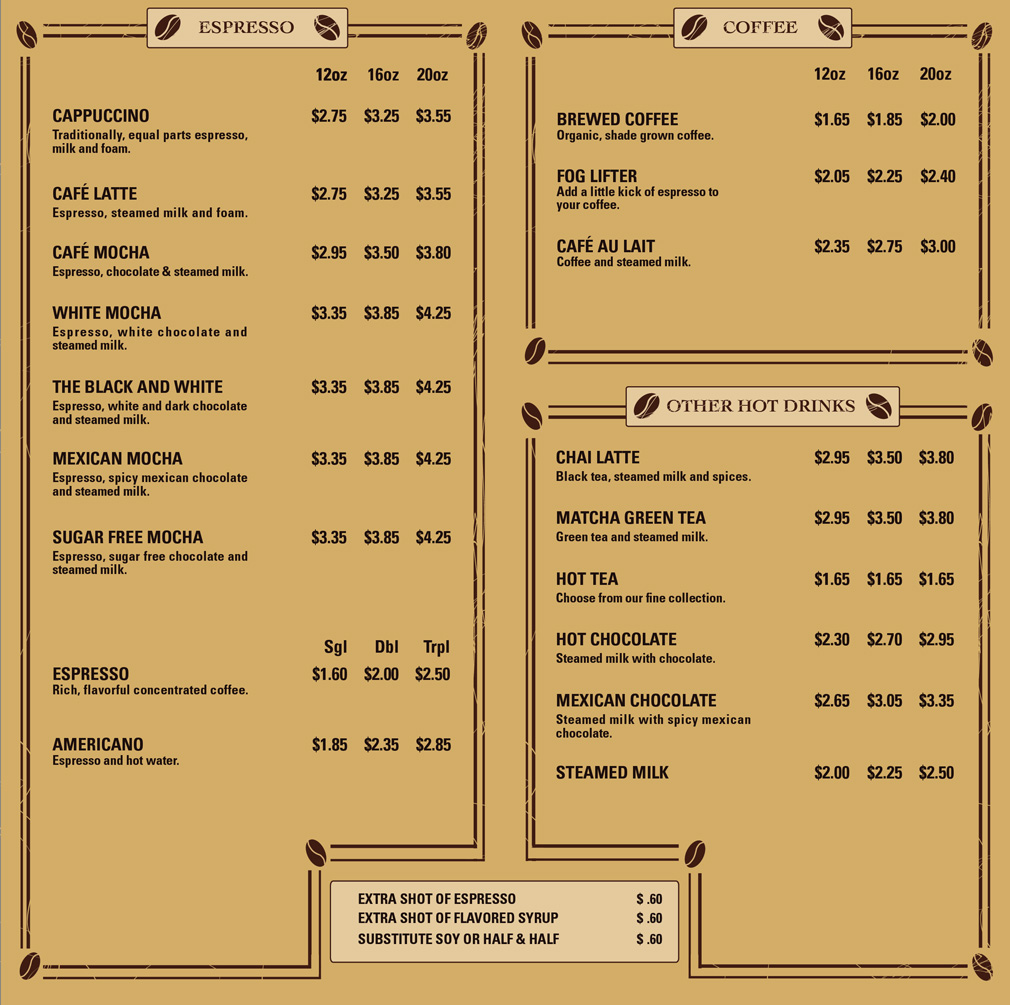 ESPRESSO
12oz 16oz 20oz
CAPPUCCINO $2.75 $3.25 $3.55
Traditionally, equal parts espresso,
milk and foam.
CAFÉ LATTE $2.75 $3.25 $3.55
Espresso, steamed milk and foam.
CAFÉ MOCHA $2.95 $3.50 $3.80
Espresso, chocolate & steamed milk.
WHITE MOCHA $3.35 $3.85 $4.25
Espresso, white chocolate and
steamed milk.
THE BLACK AND WHITE $3.35 $3.85 $4.25
Espresso, white and dark chocolate
and steamed milk.
MEXICAN MOCHA $3.35 $3.85 $4.25
Espresso, spicy mexican chocolate
and steamed milk.
SUGAR FREE MOCHA $3.35 $3.85 $4.25
Espresso, sugar free chocolate and
steamed milk.
Sgl Dbl Trpl
ESPRESSO $1.60 $2.00 $2.50
Rich, flavorful concentrated coffee.
AMERICANO $1.85 $2.35 $2.85
Espresso and hot water.
COFFEE
12oz 16oz 20oz
BREWED COFFEE $1.65 $1.85 $2.00
Organic, shade grown coffee.
FOG LIFTER $2.05 $2.25 $2.40
Add a little kick of espresso to
your coffee.
CAFÉ AU LAIT $2.35 $2.75 $3.00
Coffee and steamed milk.
OTHER HOT DRINKS
CHAI LATTE $2.95 $3.50 $3.80
Black tea, steamed milk and spices.
MATCHA GREEN TEA $2.95 $3.50 $3.80
Green tea and steamed milk.
HOT TEA $1.65 $1.65 $1.65
Choose from our fine collection.
HOT CHOCOLATE $2.30 $2.70 $2.95
Steamed milk with chocolate.
MEXICAN CHOCOLATE $2.65 $3.05 $3.35
Steamed milk with spicy mexican
chocolate.
STEAMED MILK $2.00 $2.25 $2.50
EXTRA SHOT OF ESPRESSO $ .60
EXTRA SHOT OF FLAVORED SYRUP $ .60
SUBSTITUTE SOY OR HALF & HALF $ .60